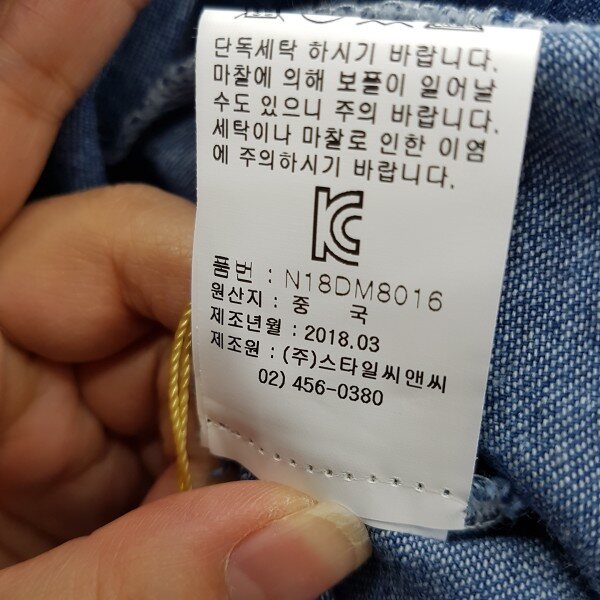 단독세탁 하시기 바랍니다.
마찰에 의해 보플이 일어날
수도 있으니 주의 바랍니다.
세탁이나 마찰로 인한 이염
에 주의하시기 바랍니다.
KC
품번 : N18DM8016
원산지 : 중 국
제조년월 : 2018.03
제조원 : (주)스타일씨앤씨
02) 456-0380